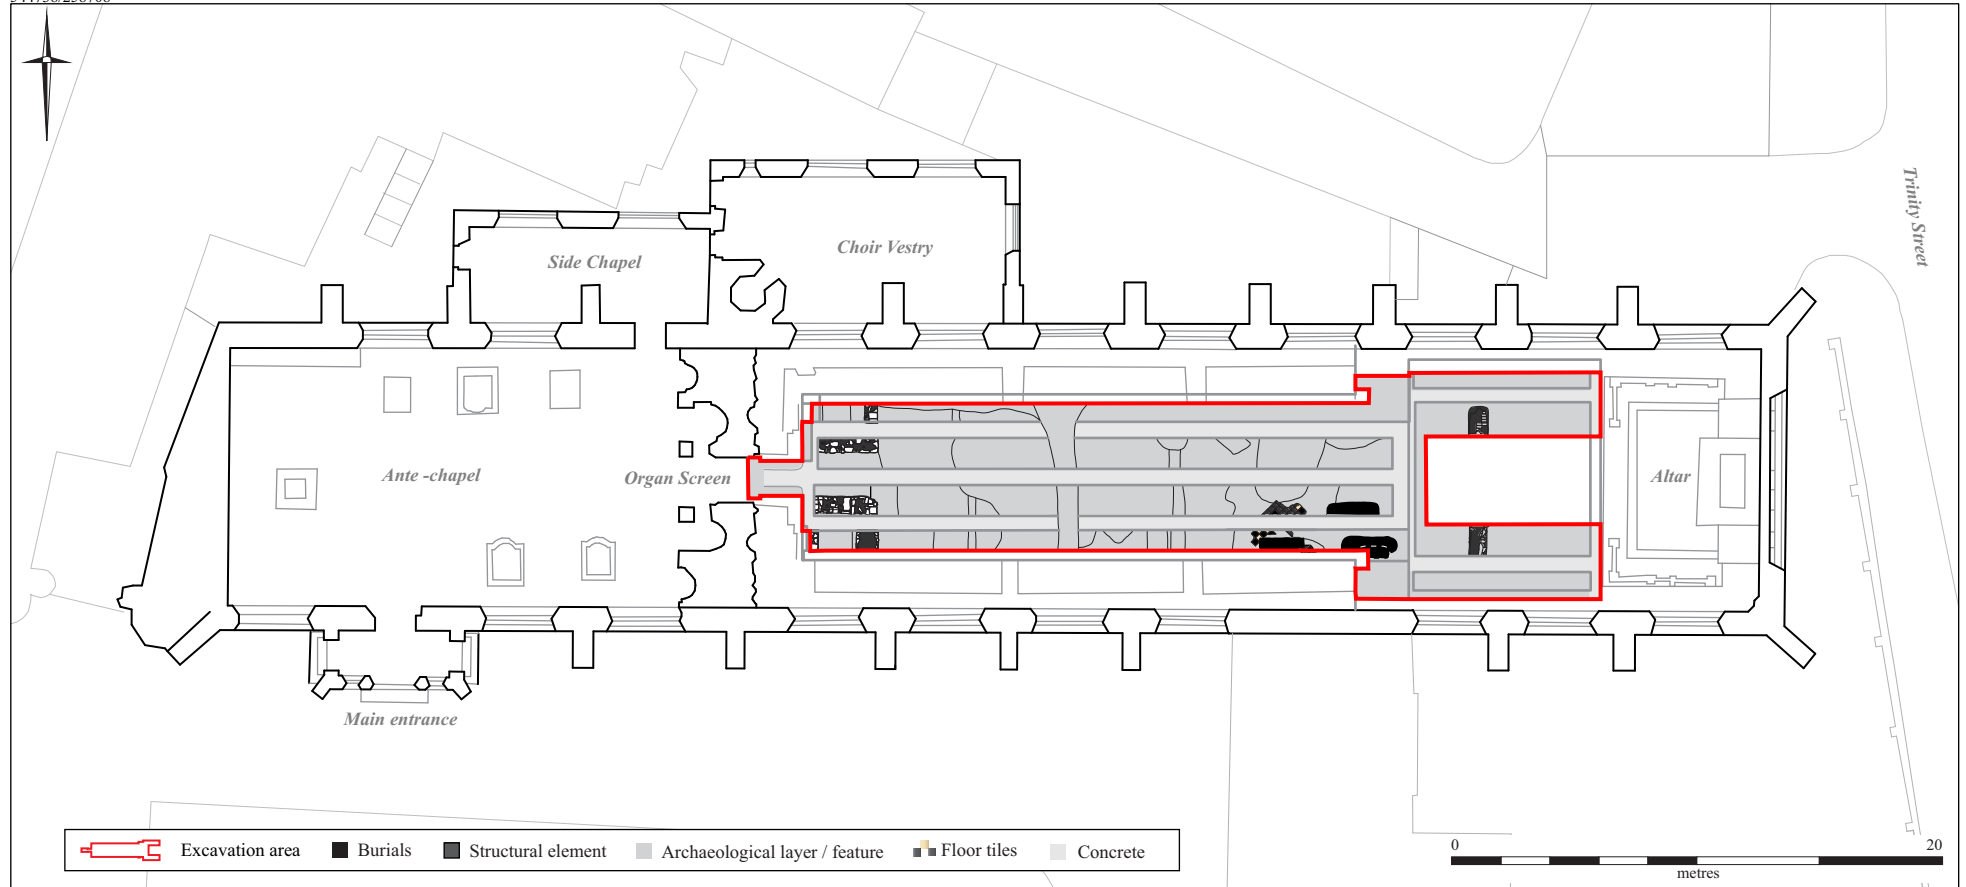 Trinity Street
Choir Vestry
Side Chapel
Ante -chapel
Organ Screen
Altar
Main entrance
Excavation area
Burials
Structural element
Archaeological layer / feature
Floor tiles
Concrete
0
20
metres